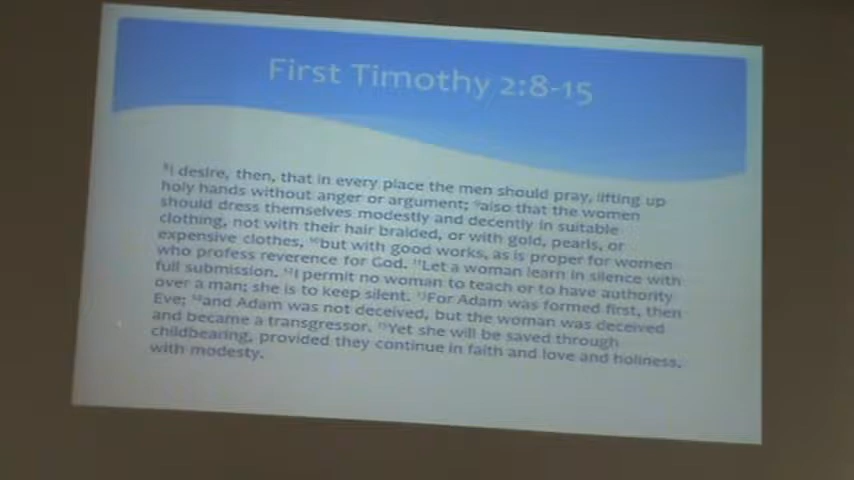 First Timothy 2:8-15
⁸I desire, then, that in every place the men should pray, lifting up
holy hands without anger or argument; ⁹also that the women
should dress themselves modestly and decently in suitable
clothing, not with their hair braided, or with gold, pearls, or
expensive clothes, ¹⁰but with good works, as is proper for women
who profess reverence for God. ¹¹Let a woman learn in silence with
full submission. ¹²I permit no woman to teach or to have authority
over a man; she is to keep silent. ¹³For Adam was formed first, then
Eve; ¹⁴and Adam was not deceived, but the woman was deceived
and became a transgressor. ¹⁵Yet she will be saved through
childbearing, provided they continue in faith and love and holiness,
with modesty.